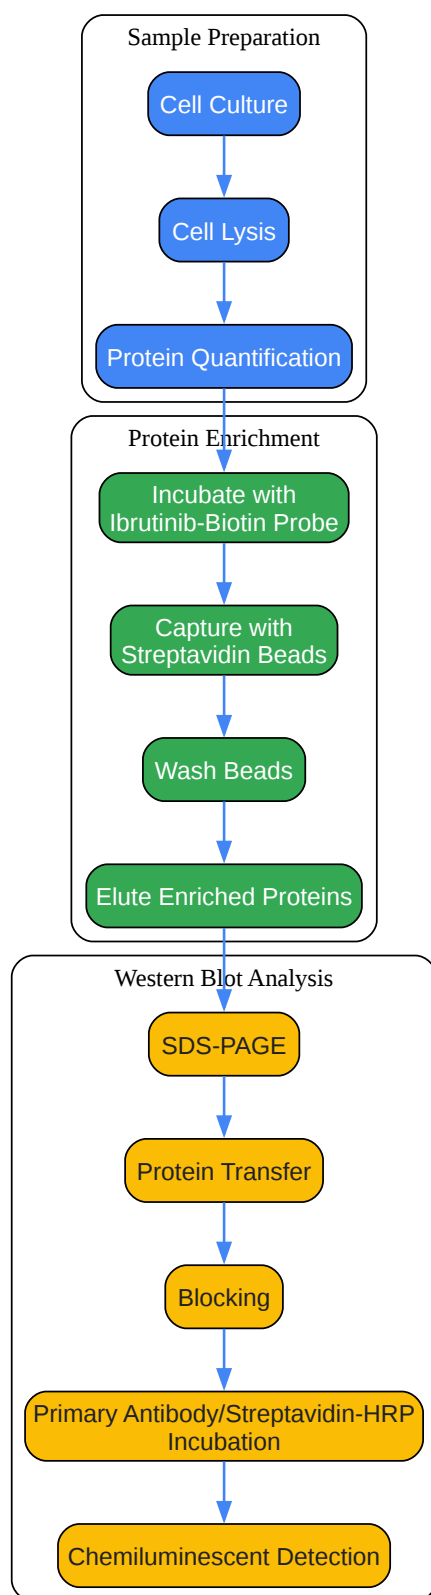 Sample Preparation
Cell Culture
Cell Lysis
Protein Quantification
Protein Enrichment
Incubate with
Ibrutinib-Biotin Probe
Capture with
Streptavidin Beads
Wash Beads
Elute Enriched Proteins
Western Blot Analysis
SDS-PAGE
Protein Transfer
Blocking
Primary Antibody/Streptavidin-HRP
Incubation
Chemiluminescent Detection